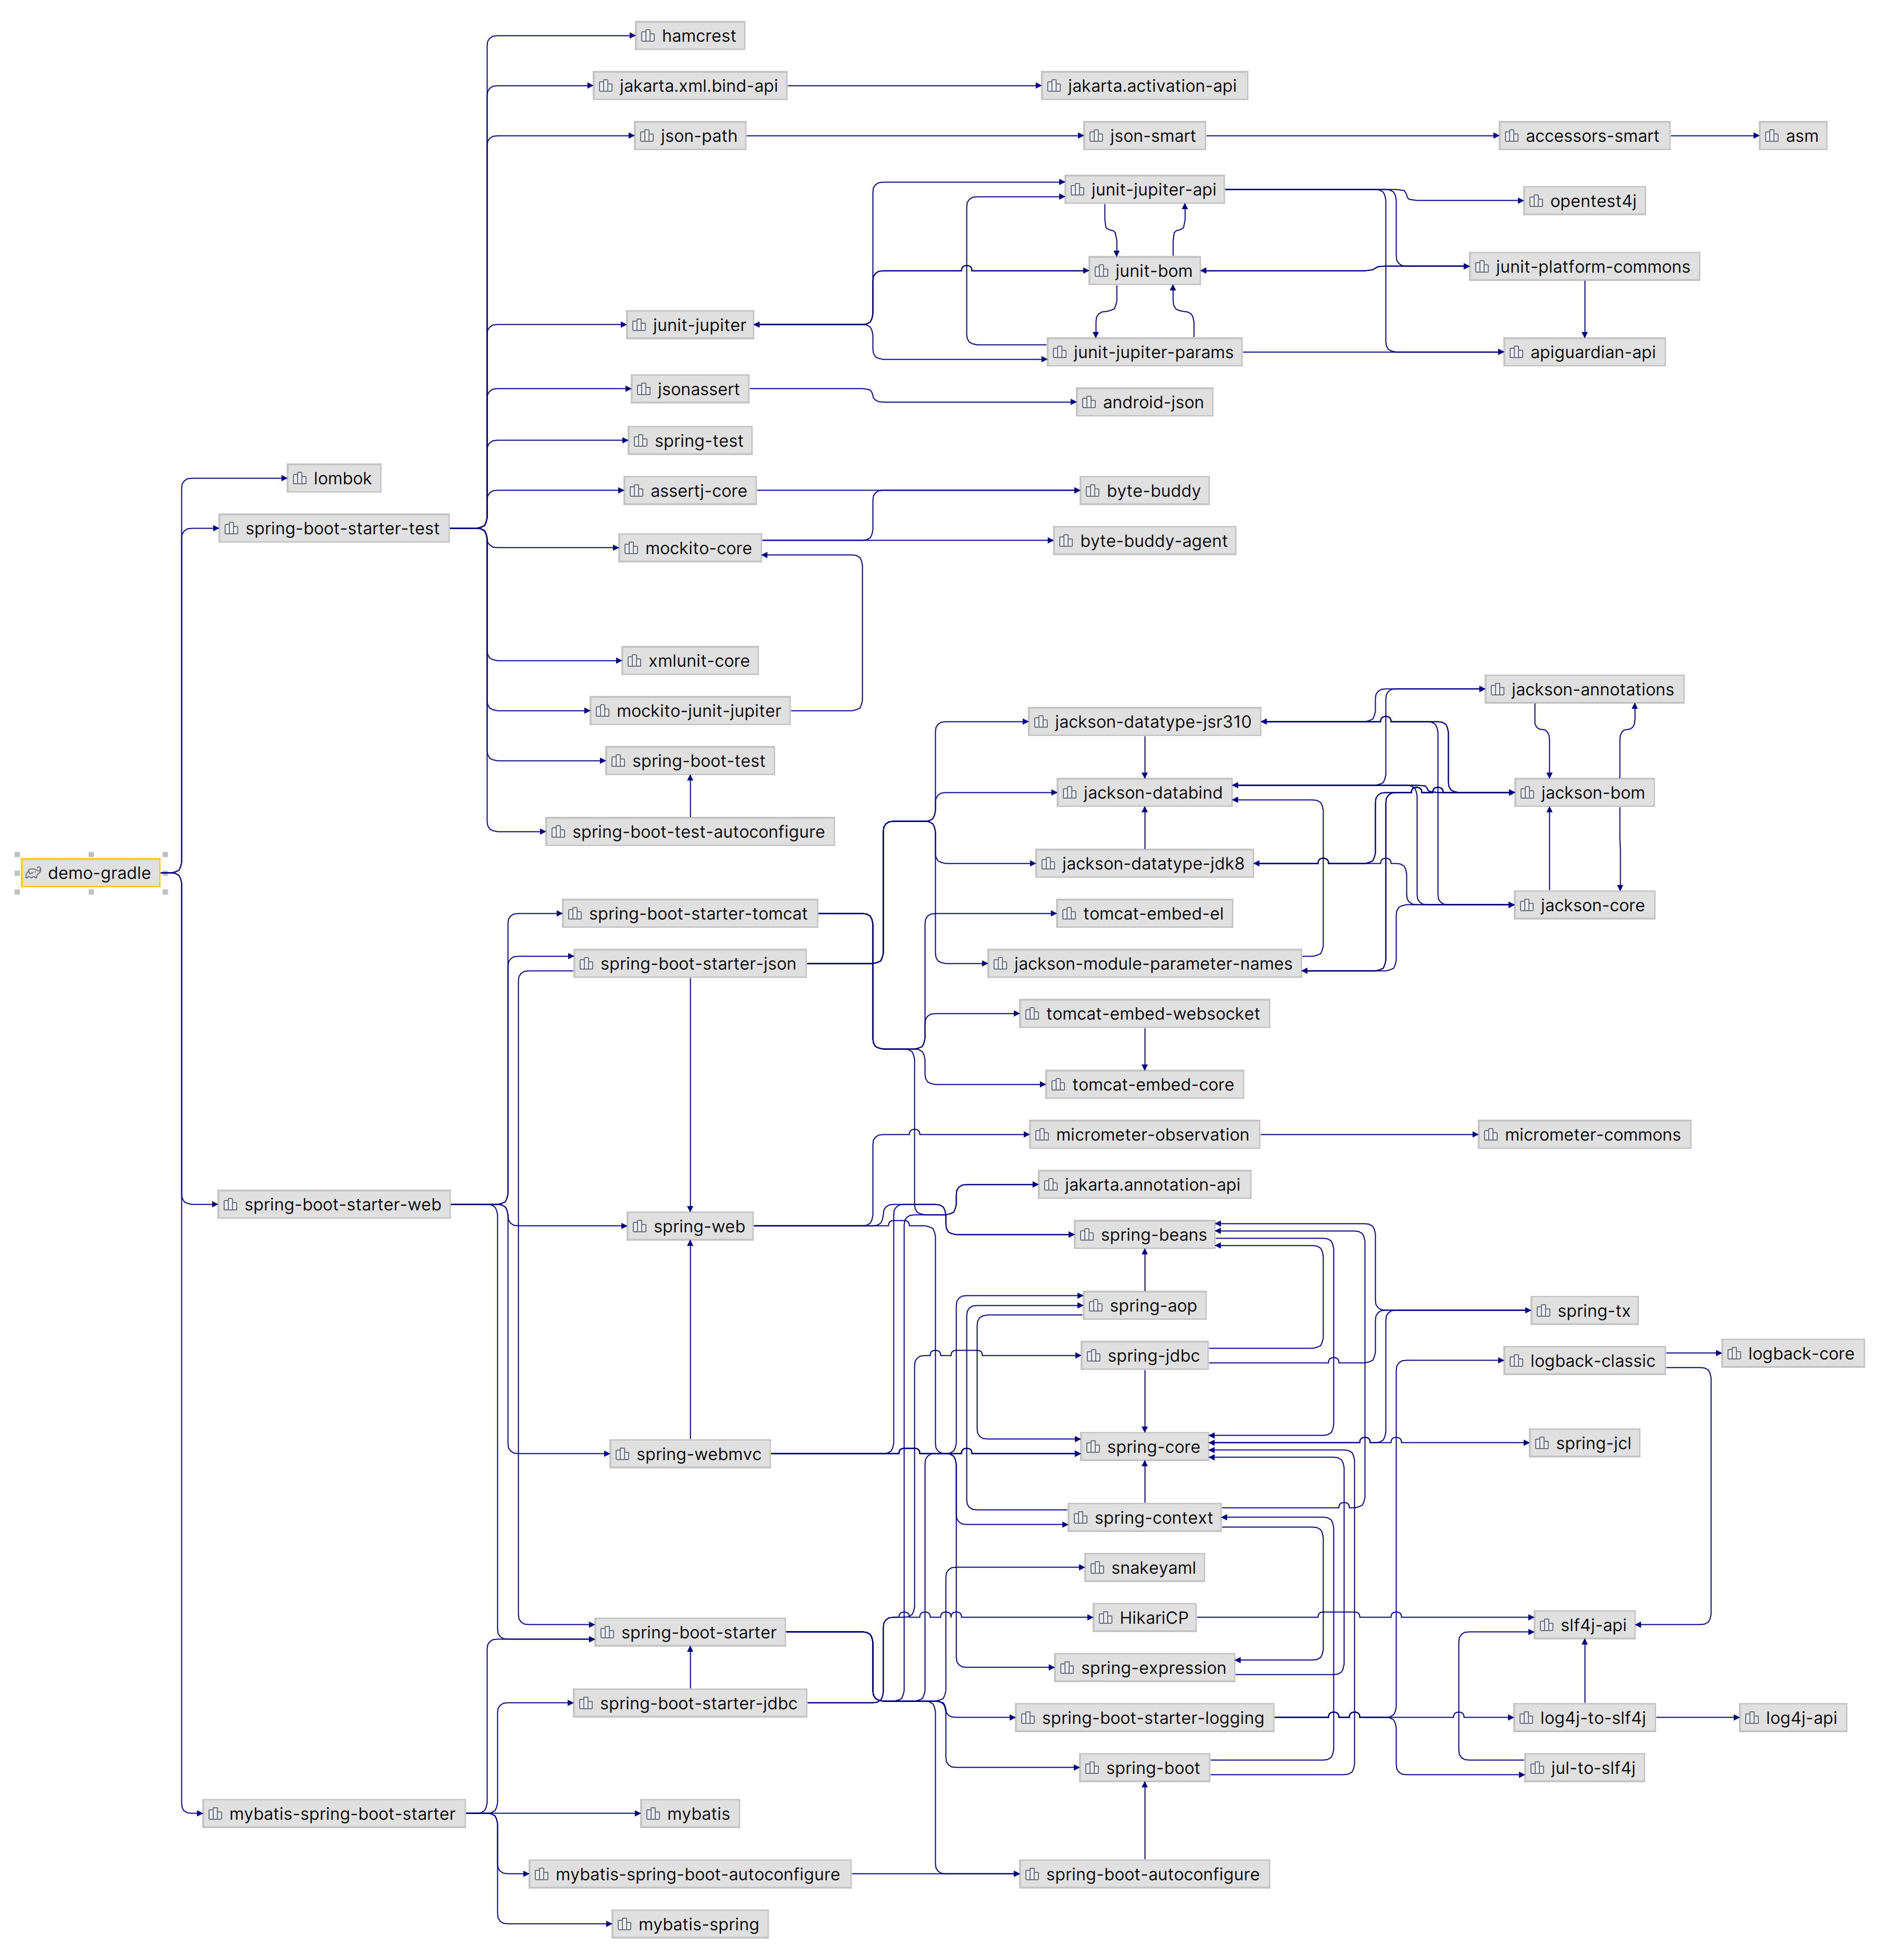 hamcrest
jakarta.xml.bind-api
jakarta.activation-api
json-path
json-smart
accessors-smart
asm
junit-jupiter-api
opentest4j
junit-bom
junit-platform-commons
junit-jupiter
junit-jupiter-params
apiguardian-api
jsonassert
android-json
spring-test
lombok
assertj-core
byte-buddy
spring-boot-starter-test
mockito-core
byte-buddy-agent
xmlunit-core
mockito-junit-jupiter
jackson-annotations
jackson-datatype-jsr310
spring-boot-test
jackson-databind
jackson-bom
spring-boot-test-autoconfigure
demo-gradle
jackson-datatype-jdk8
spring-boot-starter-tomcat
tomcat-embed-el
jackson-core
spring-boot-starter-json
jackson-module-parameter-names
tomcat-embed-websocket
tomcat-embed-core
micrometer-observation
micrometer-commons
jakarta.annotation-api
spring-boot-starter-web
spring-web
spring-beans
spring-aop
spring-tx
spring-jdbc
logback-classic
logback-core
spring-webmvc
spring-core
spring-jcl
spring-context
snakeyaml
HikariCP
slf4j-api
spring-boot-starter
spring-expression
spring-boot-starter-jdbc
spring-boot-starter-logging
log4j-to-slf4j
log4j-api
spring-boot
jul-to-slf4j
mybatis-spring-boot-starter
mybatis
mybatis-spring-boot-autoconfigure
spring-boot-autoconfigure
mybatis-spring